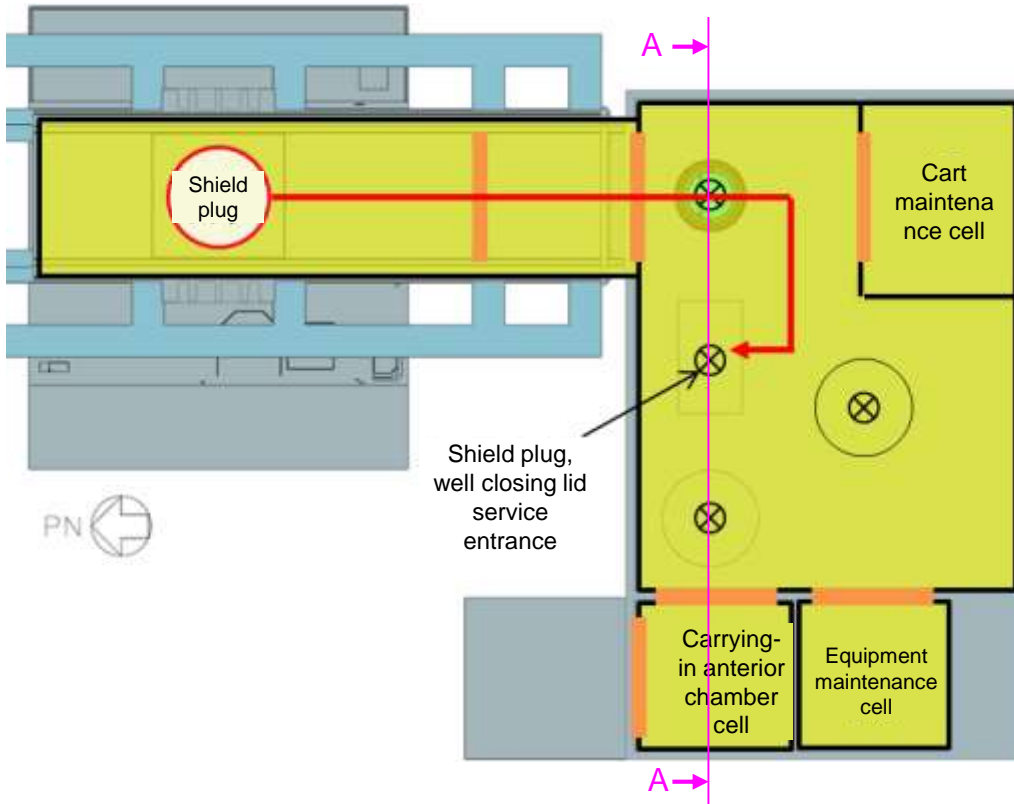 A
Shield
plug
Cart
maintena
nce cell
Shield plug,
well closing lid
service
entrance
PN
Carrying-
in anterior
chamber
cell
Equipment
maintenance
cell
A